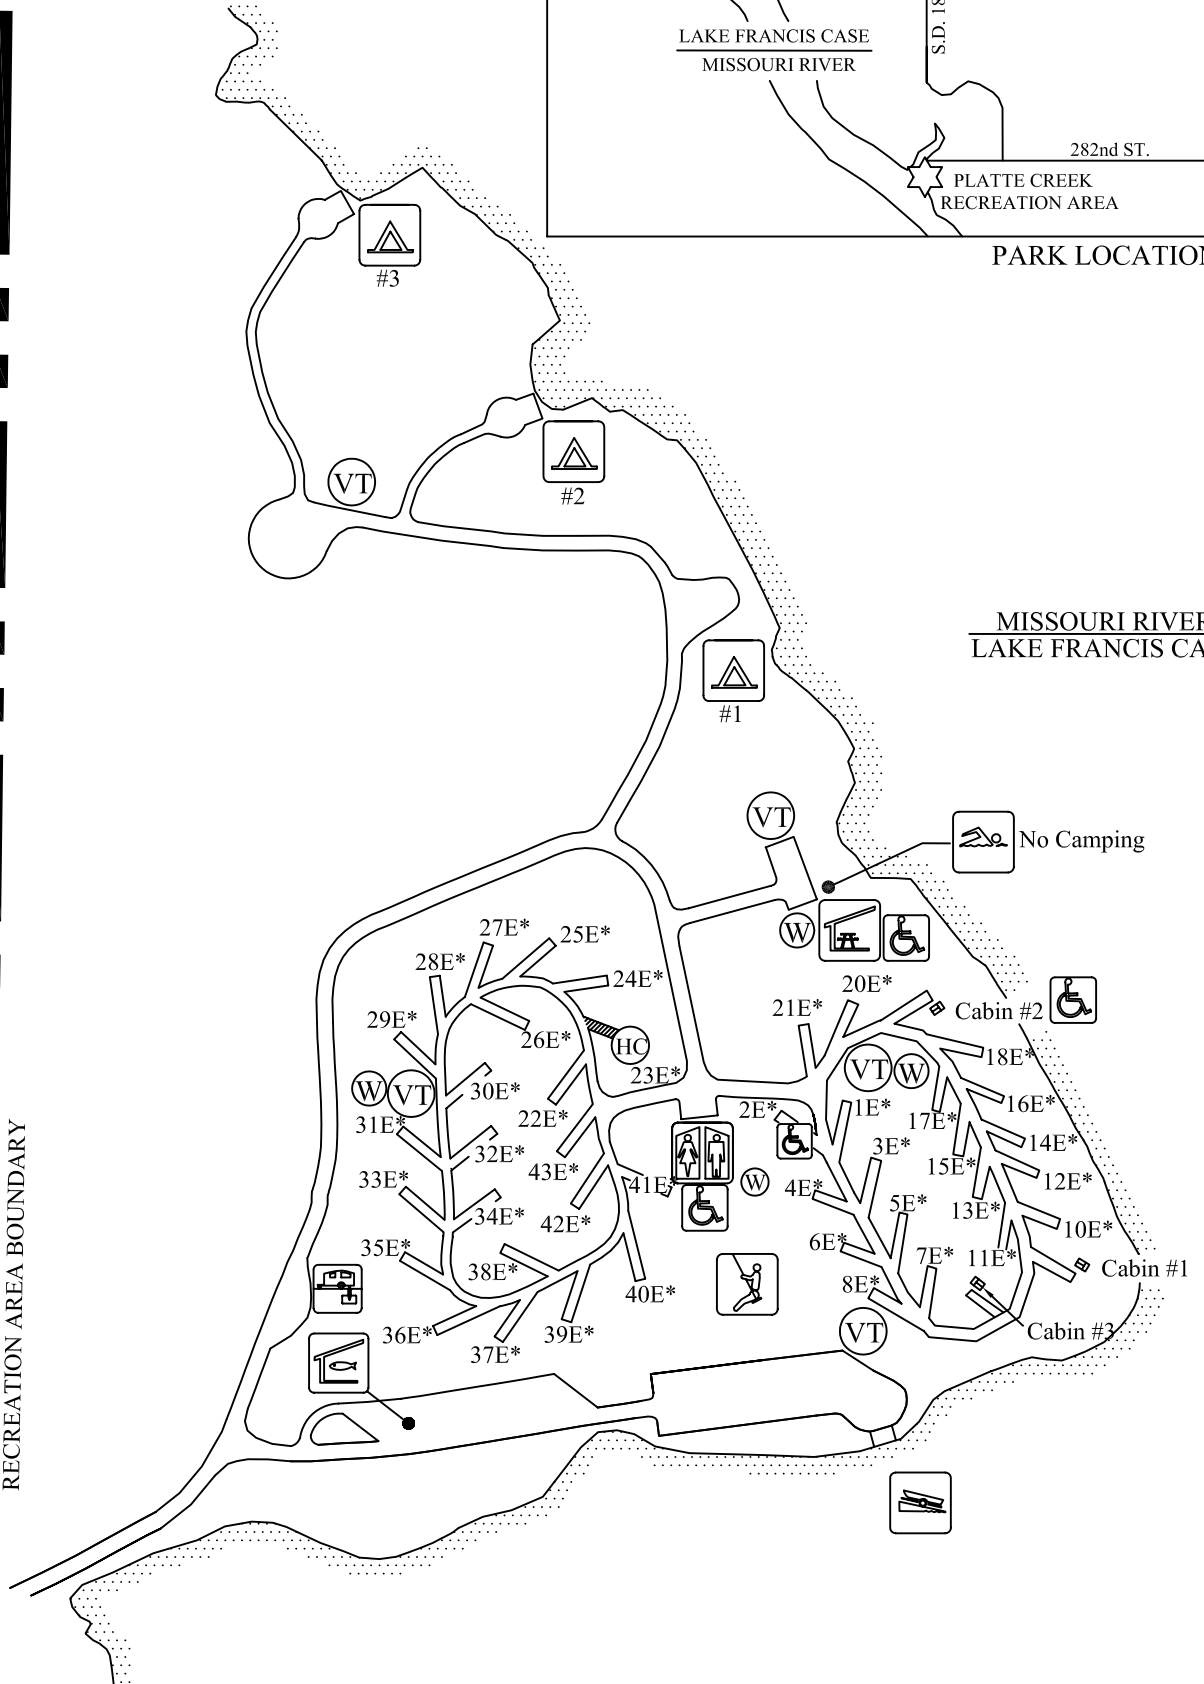 LAKE FRANCIS CASE
MISSOURI RIVER
S.D. 18
282nd ST.
PLATTE CREEK
RECREATION AREA
PARK LOCATION
#3
VT
#2
MISSOURI RIVER
LAKE FRANCIS CA
#1
VT
No Camping
W
27E*
25E*
28E*
24E*
20E*
21E*
Cabin #2
29E*
26E*
HC
18E*
23E*
VT
W
W
VT
30E*
16E*
22E*
2E*
1E*
17E*
31E*
14E*
32E*
3E*
43E*
15E*
12E*
33E*
41E*
W
4E*
34E*
5E*
13E*
42E*
10E*
35E*
6E*
7E*
11E*
38E*
Cabin #1
8E*
40E*
36E*
39E*
VT
Cabin #3
37E*
RECREATION AREA BOUNDARY